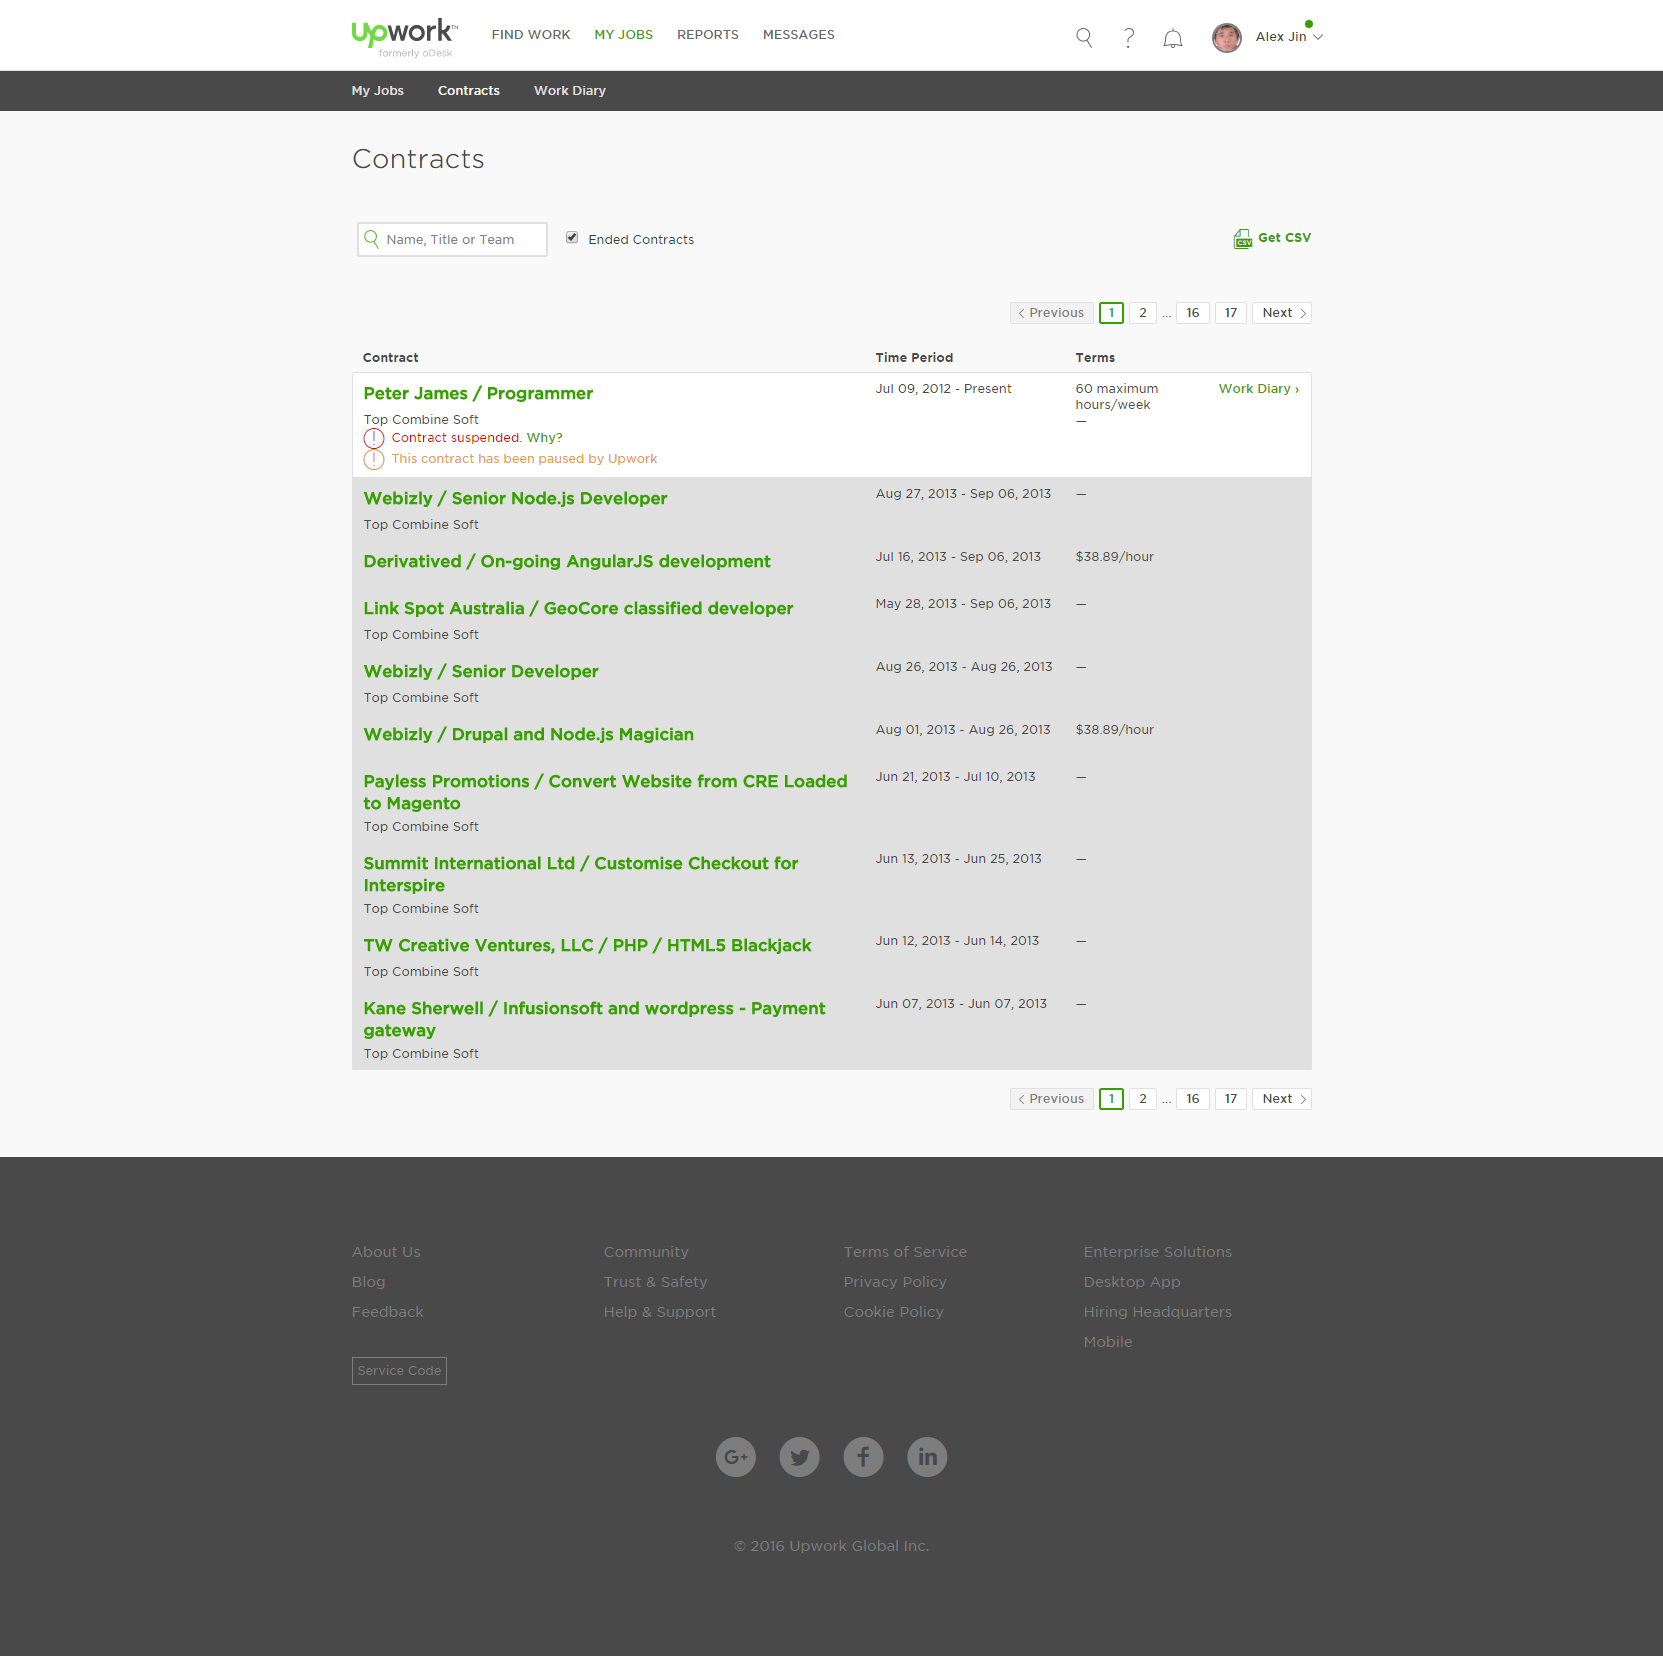 Upwork™
formerly oDesk
FIND WORK MY JOBS REPORTS MESSAGES
? Alex Jin
My Jobs Contracts Work Diary
Contracts
Name, Title or Team Ended Contracts CSV Get CSV
Previous 1 2 ... 16 17 Next
Contract Time Period Terms
Peter James / Programmer Jul 09, 2012 - Present 60 maximum Work Diary ›
hours/week
Top Combine Soft —
Contract suspended. Why?
This contract has been paused by Upwork
Webizly / Senior Node.js Developer Aug 27, 2013 - Sep 06, 2013 —
Top Combine Soft
Derivatived / On-going AngularJS development Jul 16, 2013 - Sep 06, 2013 $38.89/hour
Link Spot Australia / GeoCore classified developer May 28, 2013 - Sep 06, 2013 —
Top Combine Soft
Webizly / Senior Developer Aug 26, 2013 - Aug 26, 2013 —
Top Combine Soft
Webizly / Drupal and Node.js Magician Aug 01, 2013 - Aug 26, 2013 $38.89/hour
Payless Promotions / Convert Website from CRE Loaded Jun 21, 2013 - Jul 10, 2013 —
to Magento
Top Combine Soft
Summit International Ltd / Customise Checkout for Jun 13, 2013 - Jun 25, 2013 —
Interspire
Top Combine Soft
TW Creative Ventures, LLC / PHP / HTML5 Blackjack Jun 12, 2013 - Jun 14, 2013 —
Top Combine Soft
Kane Sherwell / Infusionsoft and wordpress - Payment Jun 07, 2013 - Jun 07, 2013 —
gateway
Top Combine Soft
Previous 1 2 ... 16 17 Next
About Us Community Terms of Service Enterprise Solutions
Blog Trust & Safety Privacy Policy Desktop App
Feedback Help & Support Cookie Policy Hiring Headquarters
Mobile
Service Code
G+ f in
© 2016 Upwork Global Inc.